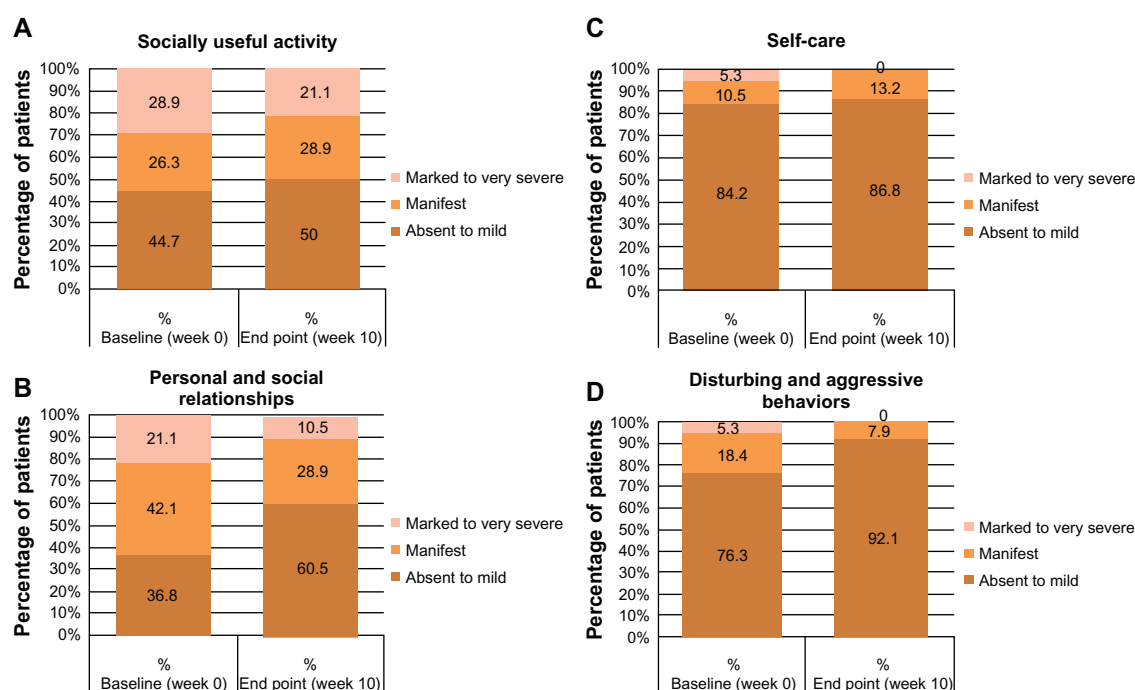 A
Socially useful activity
Percentage of patients
100%
90%
80%
70%
60%
50%
40%
30%
20%
10%
0%
28.9
26.3
44.7
21.1
28.9
50
Marked to very severe
Manifest
Absent to mild
%
Baseline (week 0)
%
End point (week 10)
B
Personal and social
relationships
Percentage of patients
100%
90%
80%
70%
60%
50%
40%
30%
20%
10%
0%
21.1
42.1
36.8
10.5
28.9
60.5
Marked to very severe
Manifest
Absent to mild
%
Baseline (week 0)
%
End point (week 10)
C
Self-care
Percentage of patients
100%
90%
80%
70%
60%
50%
40%
30%
20%
10%
0%
5.3
10.5
84.2
0
13.2
86.8
Marked to very severe
Manifest
Absent to mild
%
Baseline (week 0)
%
End point (week 10)
D
Disturbing and aggressive
behaviors
Percentage of patients
100%
90%
80%
70%
60%
50%
40%
30%
20%
10%
0%
5.3
18.4
76.3
0
7.9
92.1
Marked to very severe
Manifest
Absent to mild
%
Baseline (week 0)
%
End point (week 10)